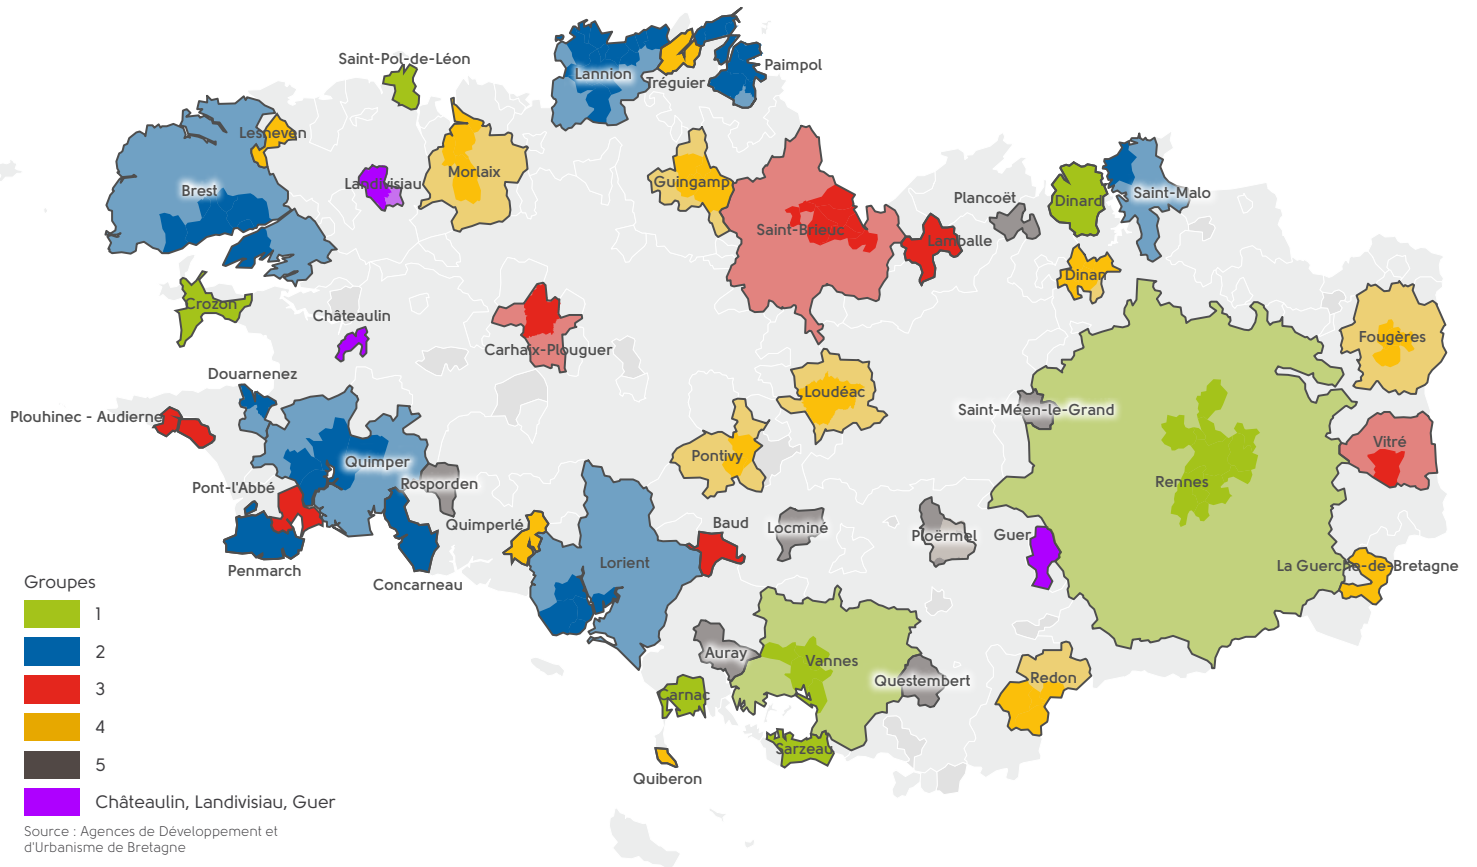 Saint-Pol-de-Léon
Lannion
Tréguier
Paimpol
Lesneven
Landivisiau
Morlaix
Guingamp
Brest
Saint-Brieuc
Lamballe
Plancoët
Dinard
Saint-Malo
Dinan
Crozon
Châteaulin
Carhaix-Plouguer
Fougères
Douarnenez
Loudéac
Plouhinec - Audierne
Saint-Méen-le-Grand
Vitré
Quimper
Pontivy
Rennes
Pont-l'Abbé
Rosporden
Quimperlé
Baud
Locminé
Ploërmel
Guer
Penmarch
Concarneau
Lorient
La Guerche-de-Bretagne
Auray
Vannes
Questembert
Redon
Carnac
Sarzeau
Quiberon
Groupes
1
2
3
4
5
Châteaulin, Landivisiau, Guer
Source : Agences de Développement et
d'Urbanisme de Bretagne